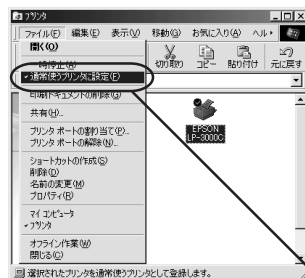 プリンタ
ファイル(F) 編集(E) 表示(V) 移動(G) お気に入り(A) ヘル
切り取り コピー 貼り付け 元に戻す
開く(O)
一時停止(A)
通常使うプリンタに設定(F)
印刷ドキュメントの削除(G)
共有(H)...
プリンタ ポートの割り当て(C)...
プリンタ ポートの解除(N)...
EPSON
LP-3000C
ショートカットの作成(S)
削除(D)
名前の変更(M)
プロパティ(R)
マイ コンピュータ
プリンタ
オフライン作業(W)
閉じる(C)
選択されたプリンタを通常使うプリンタとして登録します。